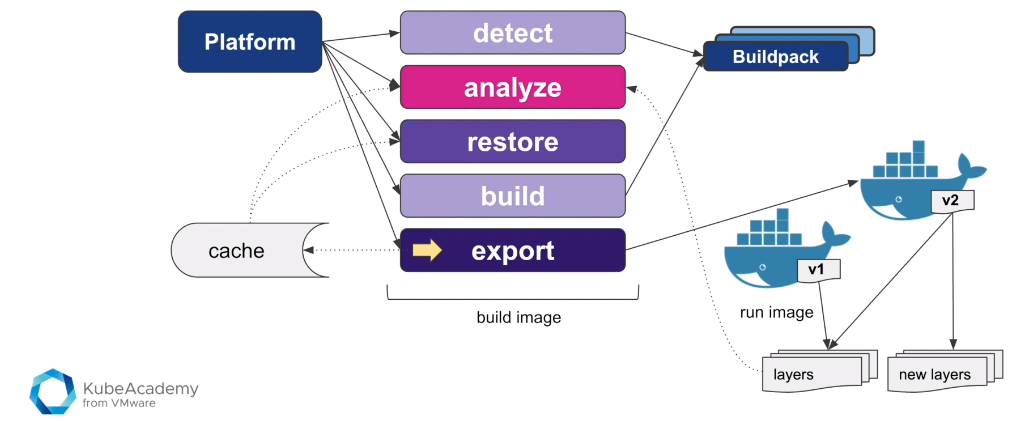 Platform
detect
analyze
restore
build
export
Buildpack
cache
build image
v2
v1
run image
layers
new layers
KubeAcademy
from VMware